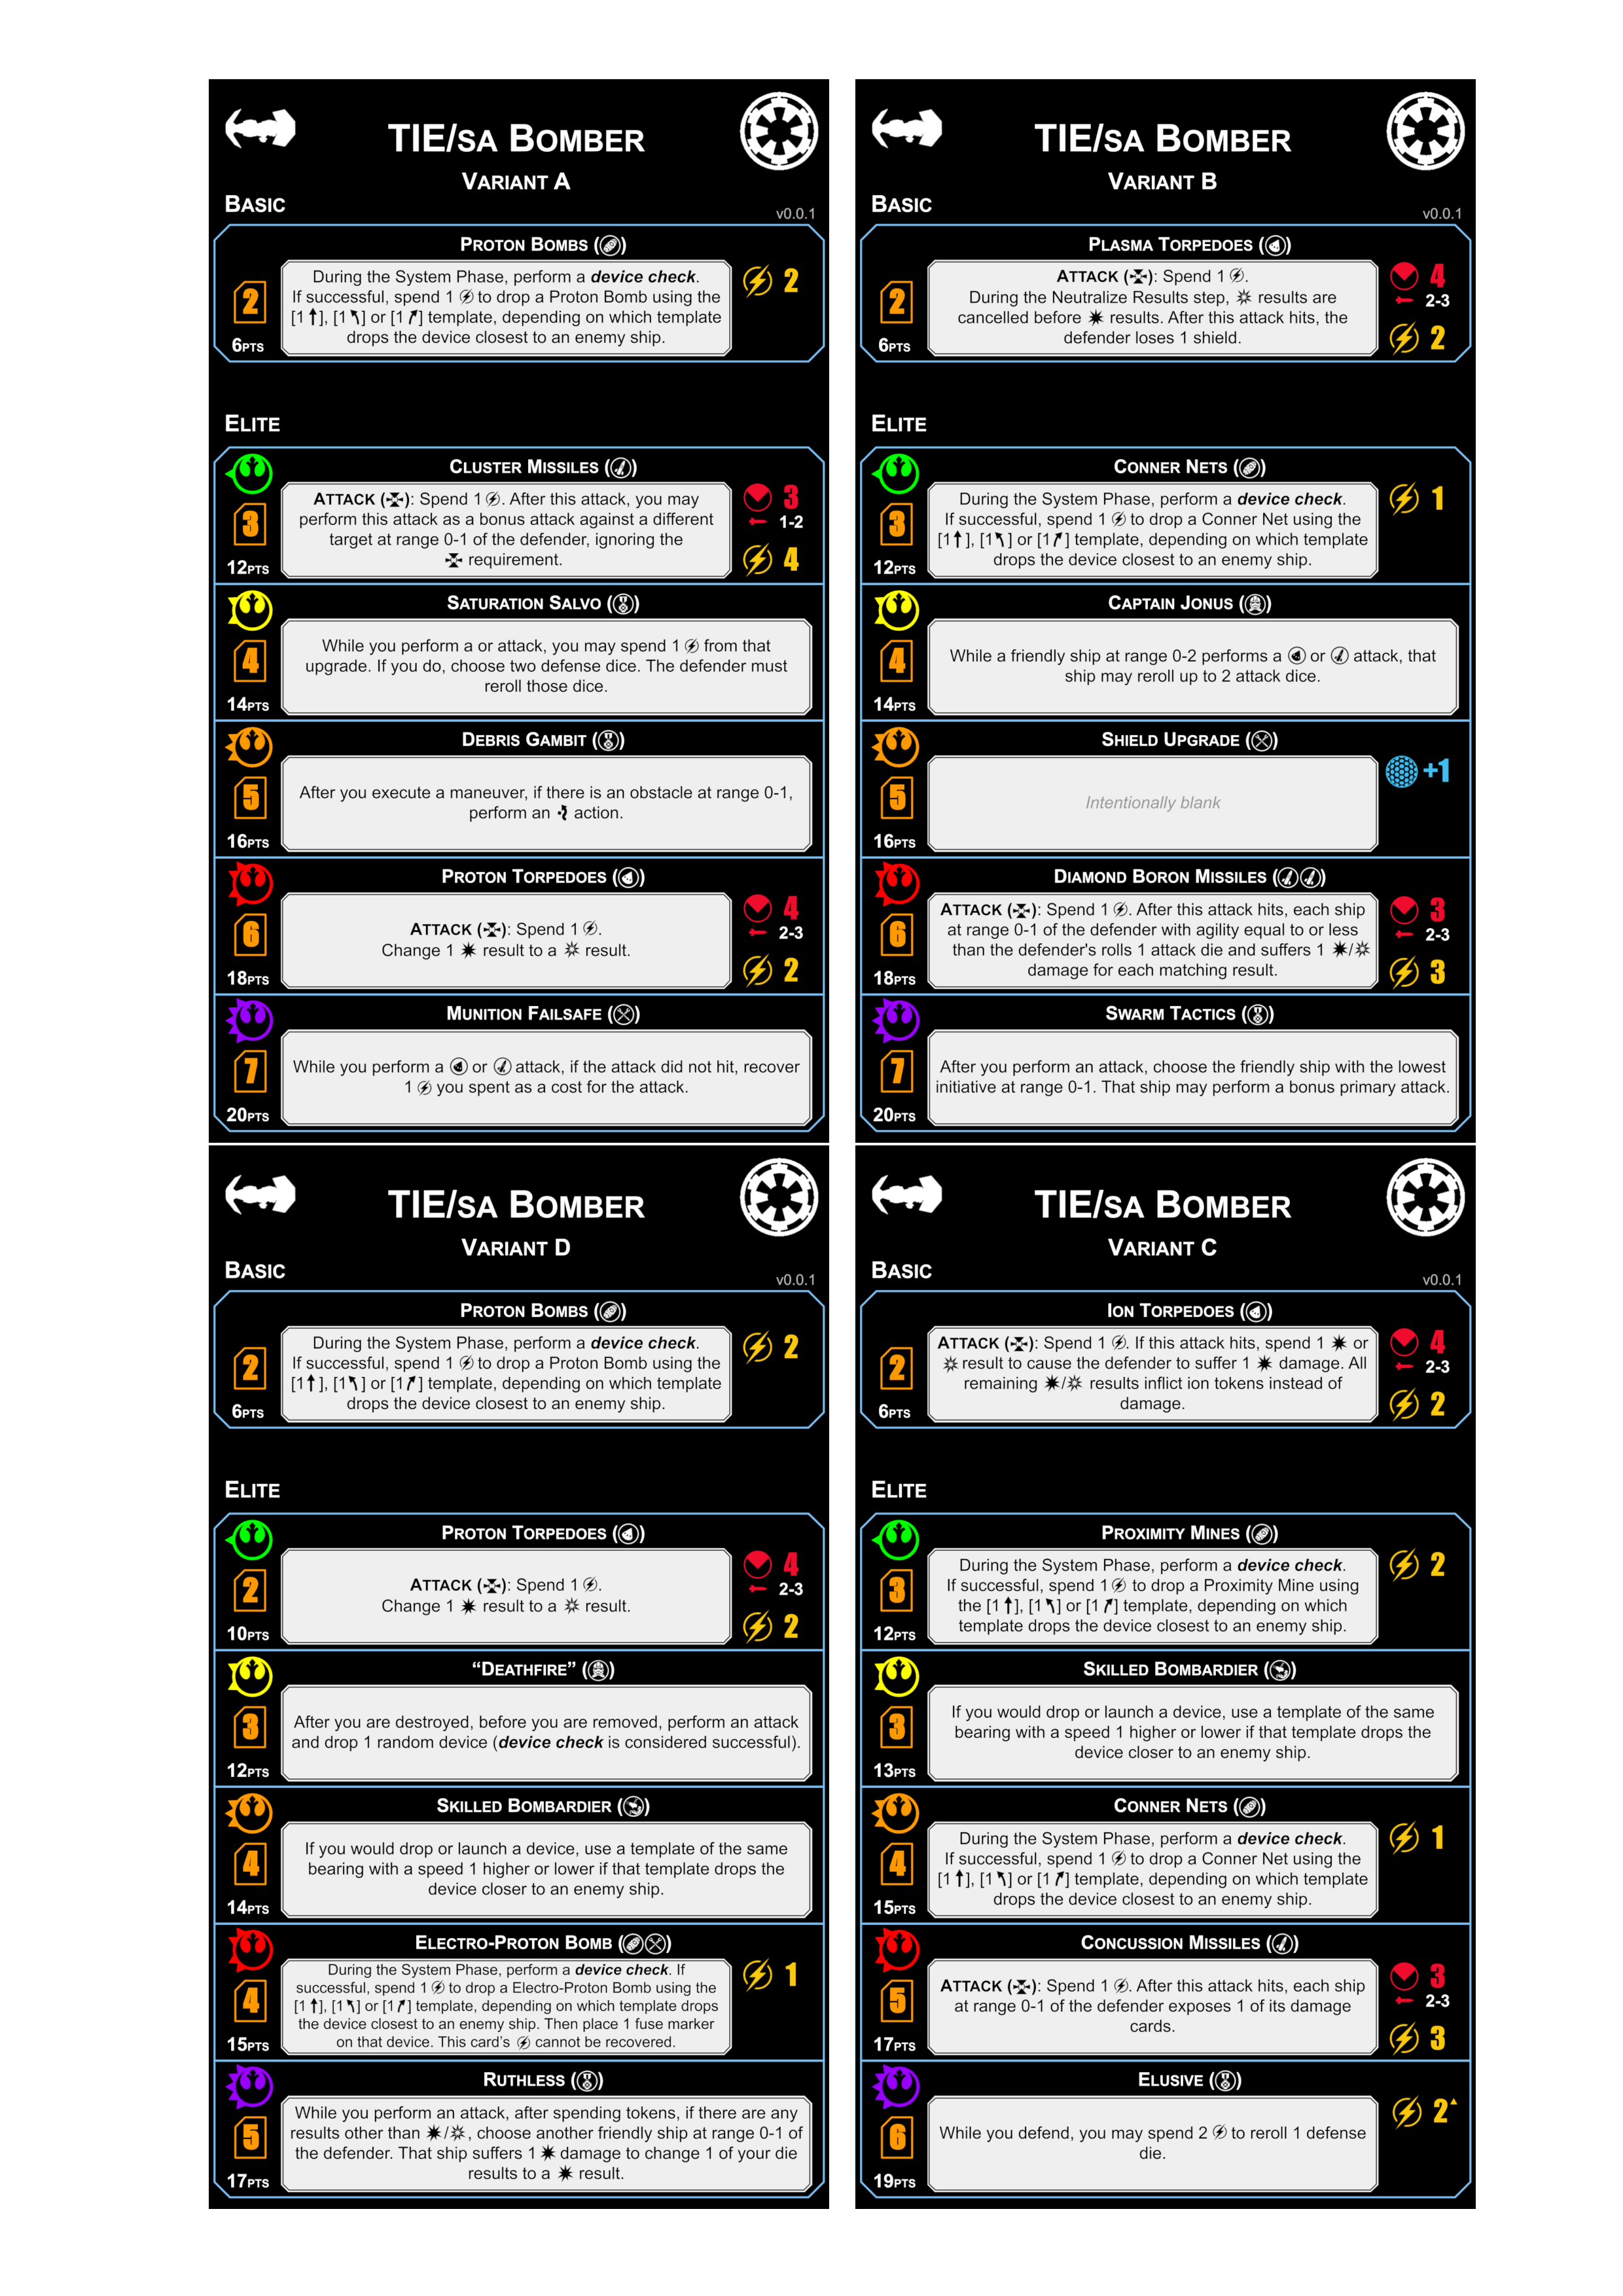 TIE/SA BOMBER
VARIANT A
BASIC
v0.0.1
PROTON BOMBS ()
2
6PTS
During the System Phase, perform a device check.
If successful, spend 1 to drop a Proton Bomb using the
[1 ], [1 ] or [1 ] template, depending on which template
drops the device closest to an enemy ship.
2
ELITE
CLUSTER MISSILES ()
3
12PTS
ATTACK (): Spend 1 . After this attack, you may
perform this attack as a bonus attack against a different
target at range 0-1 of the defender, ignoring the
requirement.
3
1-2
4
SATURATION SALVO ()
4
14PTS
While you perform a or attack, you may spend 1 from that
upgrade. If you do, choose two defense dice. The defender must
reroll those dice.
DEBRIS GAMBIT ()
5
16PTS
After you execute a maneuver, if there is an obstacle at range 0-1,
perform an action.
PROTON TORPEDOES ()
6
18PTS
ATTACK (): Spend 1 .
Change 1 result to a result.
4
2-3
2
MUNITION FAILSAFE ()
7
20PTS
While you perform a or attack, if the attack did not hit, recover
1 you spent as a cost for the attack.
TIE/SA BOMBER
VARIANT B
BASIC
v0.0.1
PLASMA TORPEDOES ()
2
6PTS
ATTACK (): Spend 1 .
During the Neutralize Results step, results are
cancelled before results. After this attack hits, the
defender loses 1 shield.
4
2-3
2
ELITE
CONNER NETS ()
3
12PTS
During the System Phase, perform a device check.
If successful, spend 1 to drop a Conner Net using the
[1 ], [1 ] or [1 ] template, depending on which template
drops the device closest to an enemy ship.
1
CAPTAIN JONUS ()
4
14PTS
While a friendly ship at range 0-2 performs a or attack, that
ship may reroll up to 2 attack dice.
SHIELD UPGRADE ()
5
16PTS
Intentionally blank
+1
DIAMOND BORON MISSILES ()
6
18PTS
ATTACK (): Spend 1 . After this attack hits, each ship
at range 0-1 of the defender with agility equal to or less
than the defender's rolls 1 attack die and suffers 1 /
damage for each matching result.
3
2-3
3
SWARM TACTICS ()
7
20PTS
After you perform an attack, choose the friendly ship with the lowest
initiative at range 0-1. That ship may perform a bonus primary attack.
TIE/SA BOMBER
VARIANT D
BASIC
v0.0.1
PROTON BOMBS ()
2
6PTS
During the System Phase, perform a device check.
If successful, spend 1 to drop a Proton Bomb using the
[1 ], [1 ] or [1 ] template, depending on which template
drops the device closest to an enemy ship.
2
ELITE
PROTON TORPEDOES ()
2
10PTS
ATTACK (): Spend 1 .
Change 1 result to a result.
4
2-3
2
“DEATHFIRE” ()
3
12PTS
After you are destroyed, before you are removed, perform an attack
and drop 1 random device (device check is considered successful).
SKILLED BOMBARDIER ()
4
14PTS
If you would drop or launch a device, use a template of the same
bearing with a speed 1 higher or lower if that template drops the
device closer to an enemy ship.
ELECTRO-PROTON BOMB ()
4
15PTS
During the System Phase, perform a device check. If
successful, spend 1 to drop a Electro-Proton Bomb using the
[1 ], [1 ] or [1 ] template, depending on which template drops
the device closest to an enemy ship. Then place 1 fuse marker
on that device. This card's cannot be recovered.
1
RUTHLESS ()
5
17PTS
While you perform an attack, after spending tokens, if there are any
results other than /, choose another friendly ship at range 0-1 of
the defender. That ship suffers 1 damage to change 1 of your die
results to a result.
TIE/SA BOMBER
VARIANT C
BASIC
v0.0.1
ION TORPEDOES ()
2
6PTS
ATTACK (): Spend 1 . If this attack hits, spend 1 or
result to cause the defender to suffer 1 damage. All
remaining / results inflict ion tokens instead of
damage.
4
2-3
2
ELITE
PROXIMITY MINES ()
3
12PTS
During the System Phase, perform a device check.
If successful, spend 1 to drop a Proximity Mine using
the [1 ], [1 ] or [1 ] template, depending on which
template drops the device closest to an enemy ship.
2
SKILLED BOMBARDIER ()
3
13PTS
If you would drop or launch a device, use a template of the same
bearing with a speed 1 higher or lower if that template drops the
device closer to an enemy ship.
CONNER NETS ()
4
15PTS
During the System Phase, perform a device check.
If successful, spend 1 to drop a Conner Net using the
[1 ], [1 ] or [1 ] template, depending on which template
drops the device closest to an enemy ship.
1
CONCUSSION MISSILES ()
5
17PTS
ATTACK (): Spend 1 . After this attack hits, each ship
at range 0-1 of the defender exposes 1 of its damage
cards.
3
2-3
3
ELUSIVE ()
6
19PTS
While you defend, you may spend 2 to reroll 1 defense
die.
2